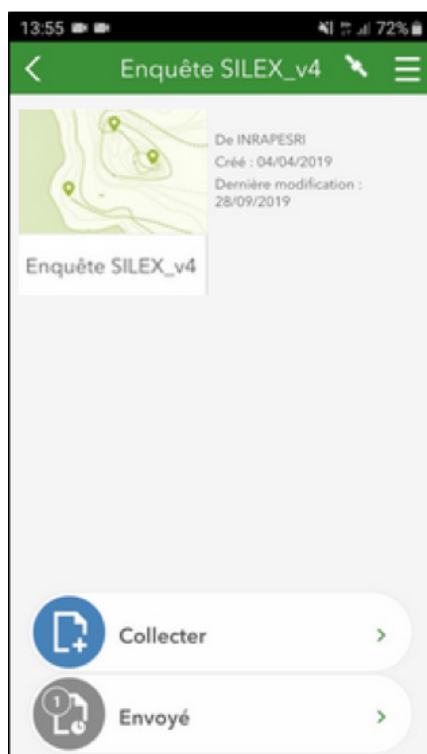 13:55 72%
Enquête SILEX_v4
De INRAPESRI
Créé : 04/04/2019
Dernière modification :
28/09/2019
Enquête SILEX_v4
Collecter
1
Envoyé